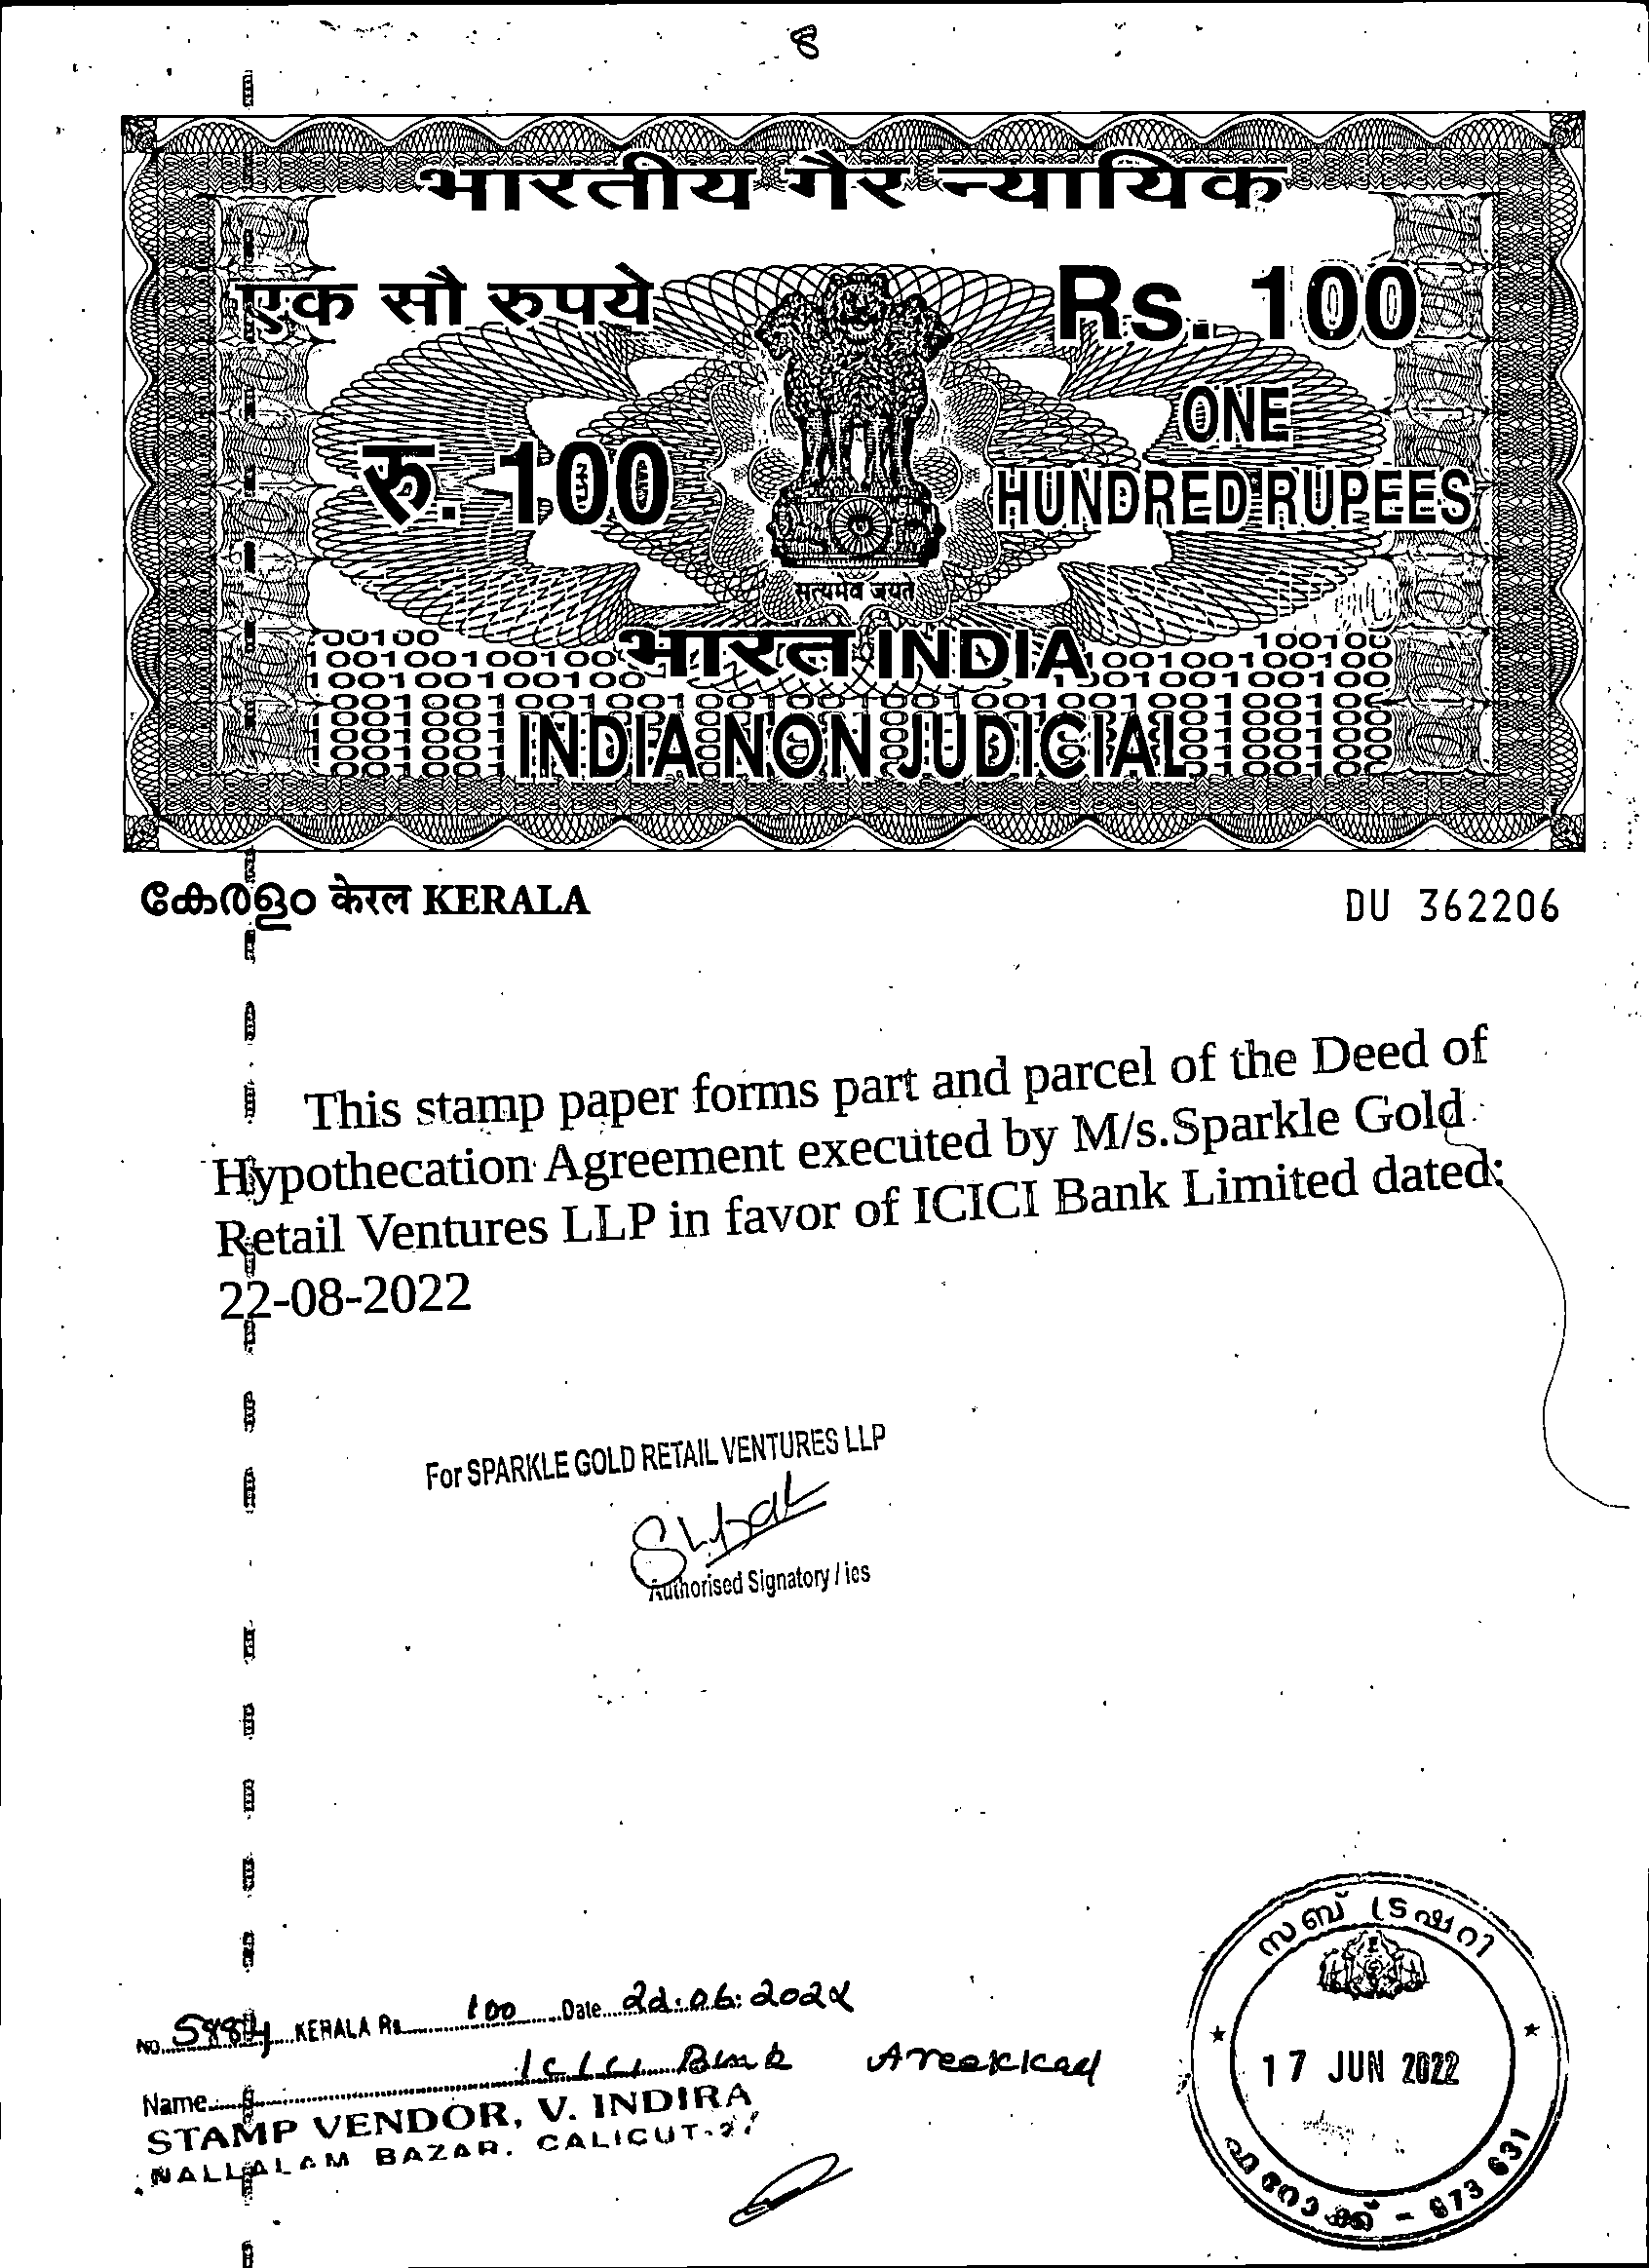 8
भारतीय गैर न्यायिक
एक सौ रुपये
Rs. 100
रु. 100
ONE
HUNDRED RUPEES
सत्यमेव जयते
भारत INDIA
INDIA NON JUDICIAL
കേരളം केरल KERALA
DU 362206
This stamp paper forms part and parcel of the Deed of
Hypothecation Agreement executed by M/s.Sparkle Gold
Retail Ventures LLP in favor of ICICI Bank Limited dated:
22-08-2022
For SPARKLE GOLD RETAIL VENTURES LLP
Authorised Signatory / ies
No. KERALA Rs. 100 Date 22.06.2022
Name ICICI Bank Areekkad
STAMP VENDOR, V. INDIRA
NALLALAM BAZAR. CALICUT-27
സബ് ട്രഷറി
17 JUN 2022
ഫറോക്ക് - 673 631